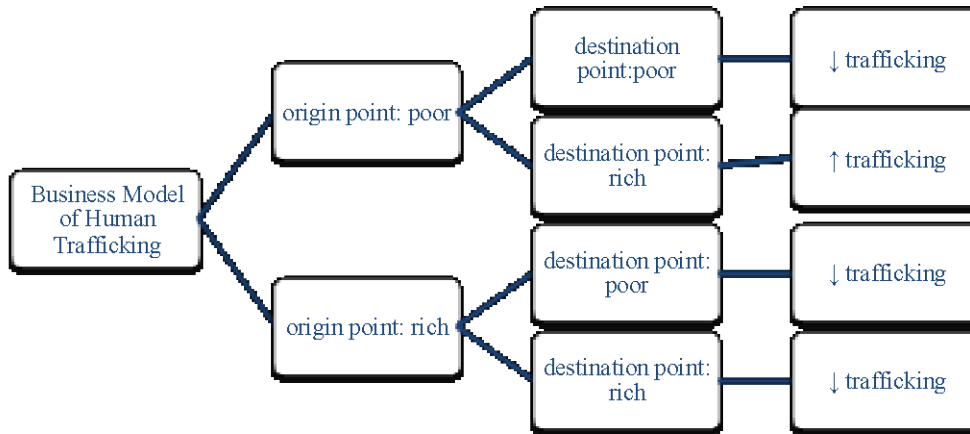 destination
point:poor
↓ trafficking
origin point: poor
destination point:
rich
↑ trafficking
Business Model
of Human
Trafficking
destination point:
poor
↓ trafficking
origin point: rich
destination point:
rich
↓ trafficking